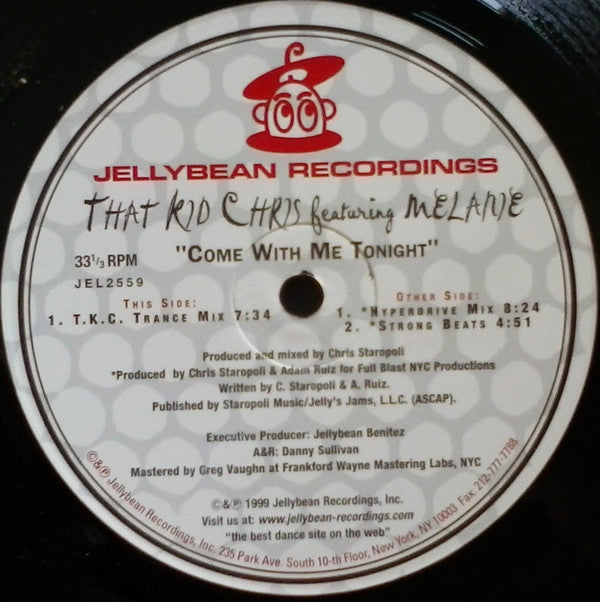 JELLYBEAN RECORDINGS
THAT KID CHRIS featuring MELANIE
"COME WITH ME TONIGHT"
33⅓ RPM
JEL2559
THIS SIDE:
1. T.K.C. TRANCE MIX 7:34
OTHER SIDE:
1. *HYPERDRIVE MIX 8:24
2. *STRONG BEATS 4:51
Produced and mixed by Chris Staropoli
*Produced by Chris Staropoli & Adam Ruiz for Full Blast NYC Productions
Written by C. Staropoli & A. Ruiz.
Published by Staropoli Music/Jelly's Jams, L.L.C. (ASCAP).
Executive Producer: Jellybean Benitez
A&R: Danny Sullivan
Mastered by Greg Vaughn at Frankford Wayne Mastering Labs, NYC
©&℗ 1999 Jellybean Recordings, Inc.
Visit us at: www.jellybean-recordings.com
"the best dance site on the web"
©&℗ Jellybean Recordings, Inc. 235 Park Ave. South 10-th Floor, New York, NY 10003 Fax 212-777-7788